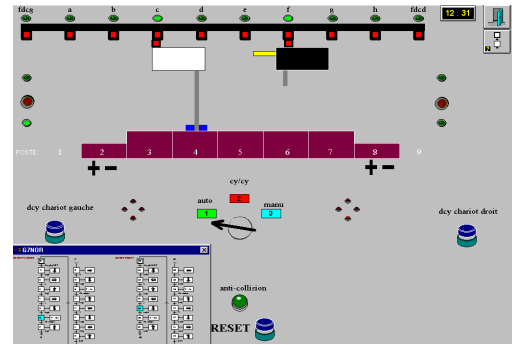 fdcg a b c d e f g h fdcd
12 : 31
POSTE 1 2 3 4 5 6 7 8 9
+ - + -
cy/cy
2
auto manu
1 3
dcy chariot gauche
dcy chariot droit
G7NOR
anti-collision
RESET